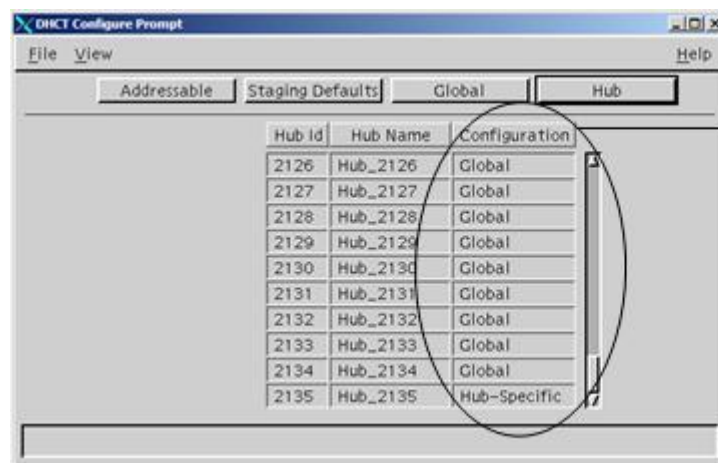 DHCT Configure Prompt
File View Help
Addressable Staging Defaults Global Hub
Hub Id Hub Name Configuration
2126 Hub_2126 Global
2127 Hub_2127 Global
2128 Hub_2128 Global
2129 Hub_2129 Global
2130 Hub_2130 Global
2131 Hub_2131 Global
2132 Hub_2132 Global
2133 Hub_2133 Global
2134 Hub_2134 Global
2135 Hub_2135 Hub-Specific